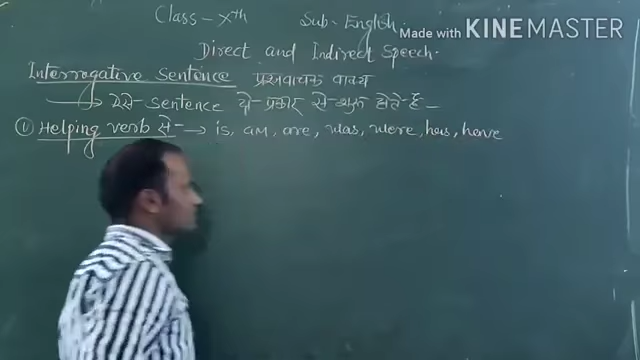 Class - Xth Sub - English.
Made with KINEMASTER
Direct and Indirect Speech.
Interrogative Sentence प्रश्नवाचक वाक्य
→ ऐसे - Sentence दो - प्रकार से - शुरू होते हैं -
① Helping verb से - → is, am, are, was, were, has, have